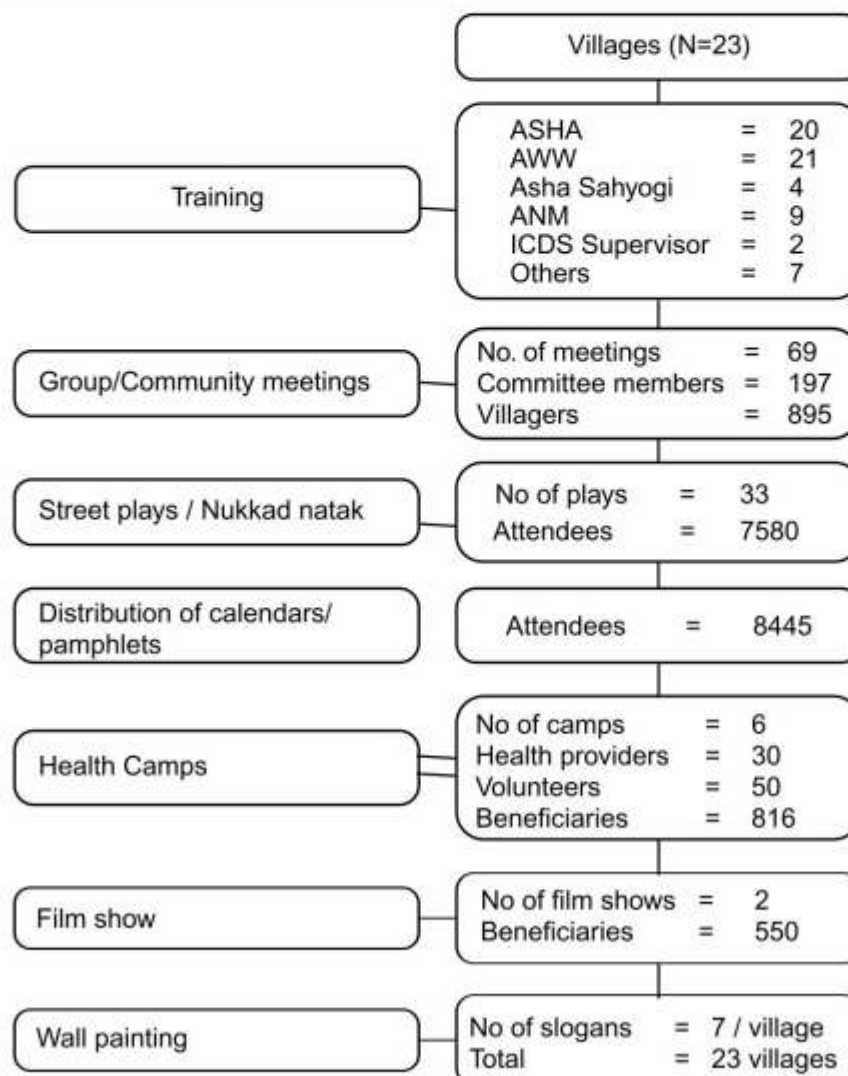 Villages (N=23)
Training
ASHA = 20
AWW = 21
Asha Sahyogi = 4
ANM = 9
ICDS Supervisor = 2
Others = 7
Group/Community meetings
No. of meetings = 69
Committee members = 197
Villagers = 895
Street plays / Nukkad natak
No of plays = 33
Attendees = 7580
Distribution of calendars/
pamphlets
Attendees = 8445
Health Camps
No of camps = 6
Health providers = 30
Volunteers = 50
Beneficiaries = 816
Film show
No of film shows = 2
Beneficiaries = 550
Wall painting
No of slogans = 7 / village
Total = 23 villages